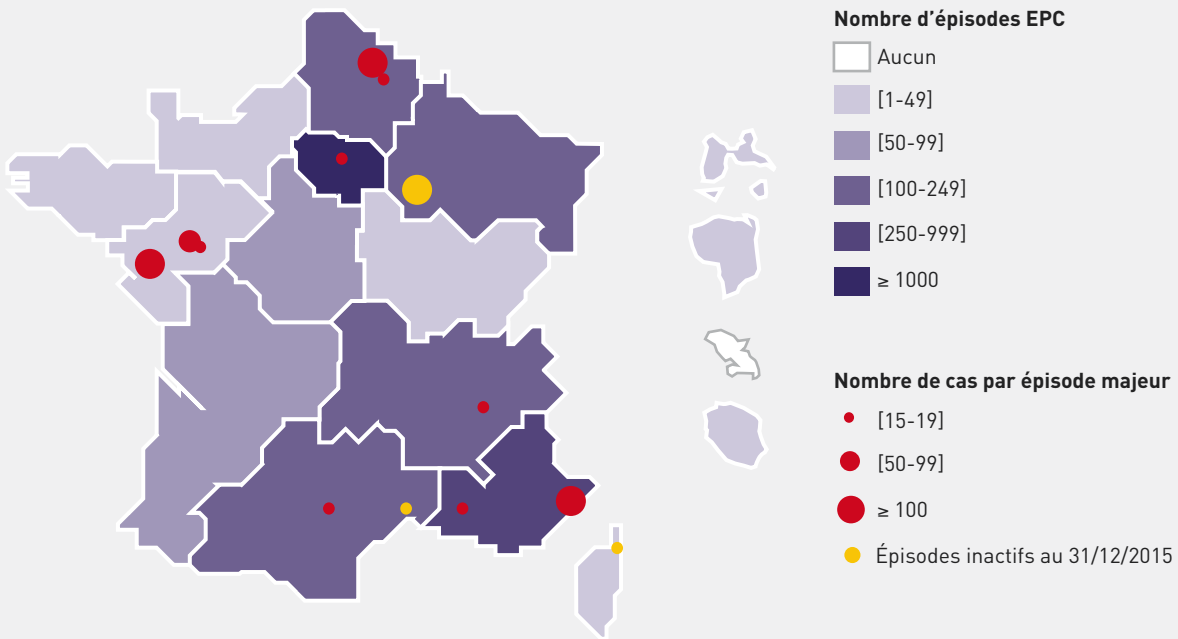 Nombre d’épisodes EPC
Aucun
[1-49]
[50-99]
[100-249]
[250-999]
≥ 1000
Nombre de cas par épisode majeur
[15-19]
[50-99]
≥ 100
Épisodes inactifs au 31/12/2015